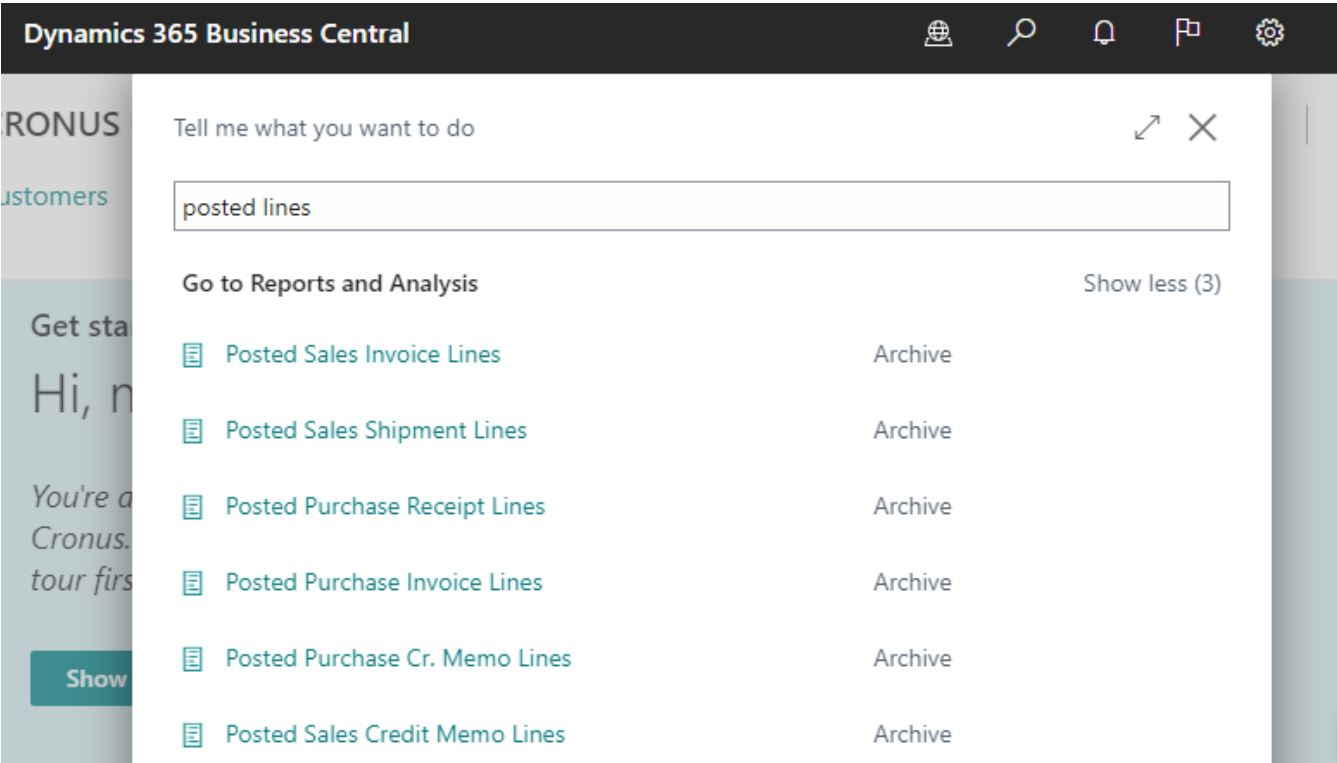 Dynamics 365 Business Central
CRONUS
Tell me what you want to do
ustomers
posted lines
Go to Reports and Analysis Show less (3)
Get sta
Posted Sales Invoice Lines Archive
Hi, n
Posted Sales Shipment Lines Archive
You're a
Posted Purchase Receipt Lines Archive
Cronus.
tour firs
Posted Purchase Invoice Lines Archive
Posted Purchase Cr. Memo Lines Archive
Show
Posted Sales Credit Memo Lines Archive